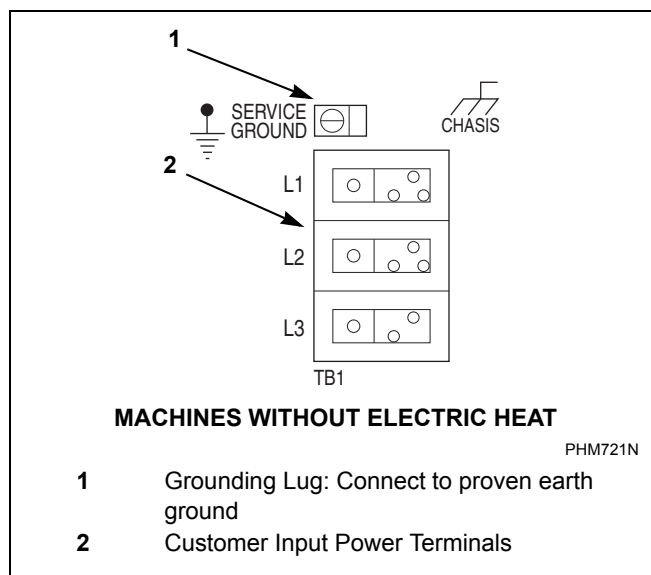 1
SERVICE
GROUND
CHASIS
2
L1
L2
L3
TB1
MACHINES WITHOUT ELECTRIC HEAT
PHM721N
1 Grounding Lug: Connect to proven earth
ground
2 Customer Input Power Terminals